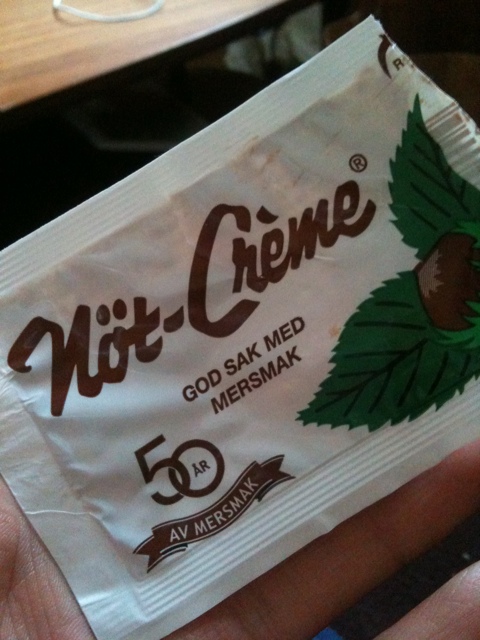 Nöt-Crème®
GOD SAK MED
MERSMAK
50 ÅR
AV MERSMAK